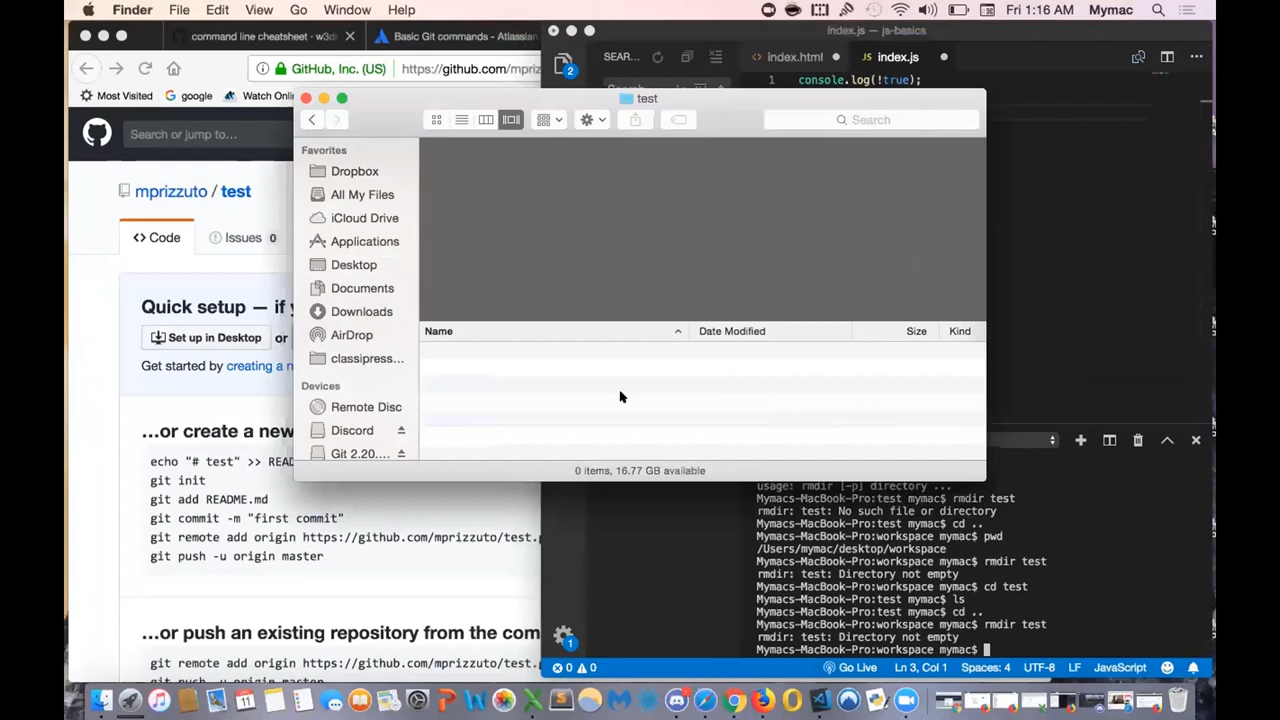 Finder File Edit View Go Window Help
Fri 1:16 AM Mymac
command line cheatsheet - w3d
Basic Git commands - Atlassian
index.js — js-basics
GitHub, Inc. (US)
https://github.com/mpriz
SEAR...
index.html
index.js
2
1 console.log(!true);
Most Visited
google
Watch Onli
test
Search
Search or jump to...
Favorites
Dropbox
All My Files
iCloud Drive
Applications
Desktop
Documents
Downloads
AirDrop
classipress...
Devices
Remote Disc
Discord
Git 2.20....
Name
Date Modified
Size
Kind
0 items, 16.77 GB available
mprizzuto / test
<> Code
Issues 0
Quick setup — if y
Set up in Desktop or
Get started by creating a n
...or create a new
echo "# test" >> READ
git init
git add README.md
git commit -m "first commit"
git remote add origin https://github.com/mprizzuto/test.g
git push -u origin master
...or push an existing repository from the com
git remote add origin https://github.com/mprizzuto/test.g
usage: rmdir [-p] directory ...
Mymacs-MacBook-Pro:test mymac$ rmdir test
rmdir: test: No such file or directory
Mymacs-MacBook-Pro:test mymac$ cd ..
Mymacs-MacBook-Pro:workspace mymac$ pwd
/Users/mymac/desktop/workspace
Mymacs-MacBook-Pro:workspace mymac$ rmdir test
rmdir: test: Directory not empty
Mymacs-MacBook-Pro:workspace mymac$ cd test
Mymacs-MacBook-Pro:test mymac$ ls
Mymacs-MacBook-Pro:test mymac$ cd ..
Mymacs-MacBook-Pro:workspace mymac$ rmdir test
rmdir: test: Directory not empty
Mymacs-MacBook-Pro:workspace mymac$
1
0 0
Go Live
Ln 3, Col 1
Spaces: 4
UTF-8
LF
JavaScript